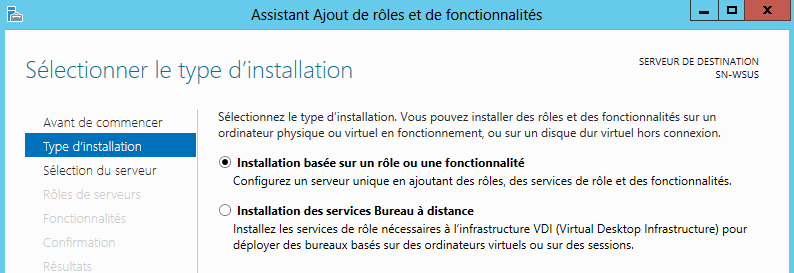 Assistant Ajout de rôles et de fonctionnalités
Sélectionner le type d'installation
SERVEUR DE DESTINATION
SN-WSUS
Avant de commencer
Type d'installation
Sélection du serveur
Rôles de serveurs
Fonctionnalités
Confirmation
Résultats
Sélectionnez le type d'installation. Vous pouvez installer des rôles et des fonctionnalités sur un
ordinateur physique ou virtuel en fonctionnement, ou sur un disque dur virtuel hors connexion.
Installation basée sur un rôle ou une fonctionnalité
Configurez un serveur unique en ajoutant des rôles, des services de rôle et des fonctionnalités.
Installation des services Bureau à distance
Installez les services de rôle nécessaires à l'infrastructure VDI (Virtual Desktop Infrastructure) pour
déployer des bureaux basés sur des ordinateurs virtuels ou sur des sessions.